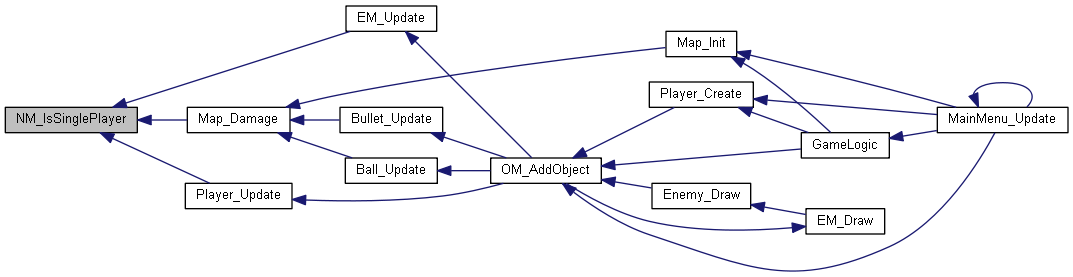 EM_Update
Map_Init
Player_Create
NM_IsSinglePlayer
Map_Damage
Bullet_Update
MainMenu_Update
GameLogic
Ball_Update
OM_AddObject
Player_Update
Enemy_Draw
EM_Draw